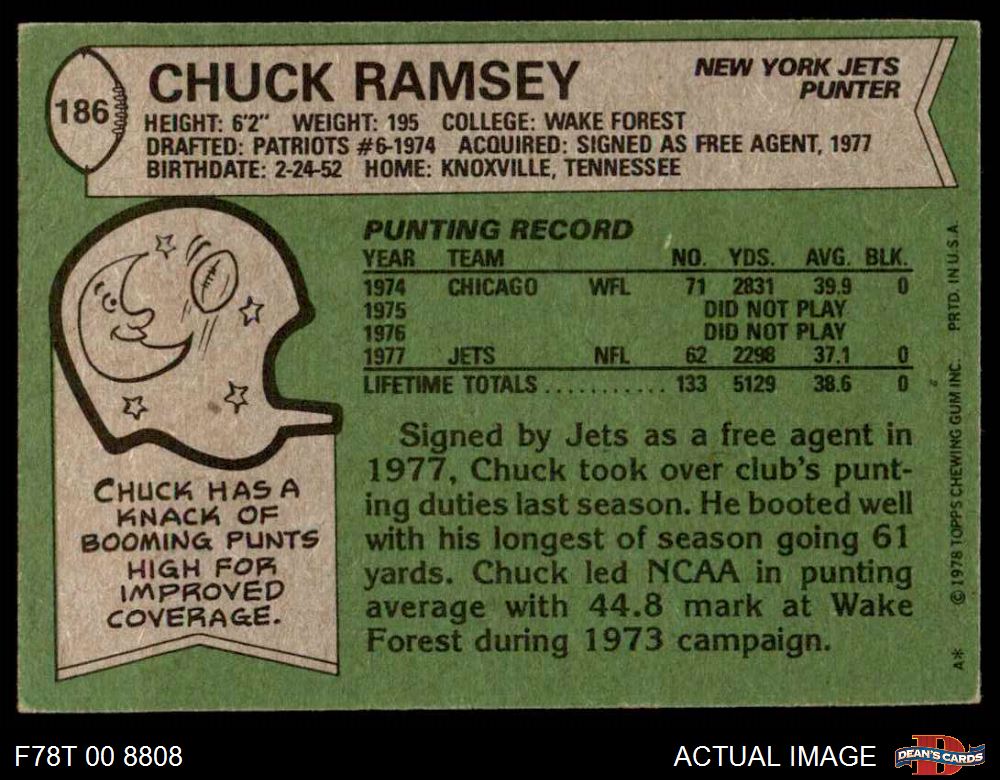 186
CHUCK RAMSEY
NEW YORK JETS
PUNTER
HEIGHT: 6'2" WEIGHT: 195 COLLEGE: WAKE FOREST
DRAFTED: PATRIOTS #6-1974 ACQUIRED: SIGNED AS FREE AGENT, 1977
BIRTHDATE: 2-24-52 HOME: KNOXVILLE, TENNESSEE
PUNTING RECORD
YEAR TEAM NO. YDS. AVG. BLK.
1974 CHICAGO WFL 71 2831 39.9 0
1975 DID NOT PLAY
1976 DID NOT PLAY
1977 JETS NFL 62 2298 37.1 0
LIFETIME TOTALS ........... 133 5129 38.6 0
Signed by Jets as a free agent in
1977, Chuck took over club's punt-
ing duties last season. He booted well
with his longest of season going 61
yards. Chuck led NCAA in punting
average with 44.8 mark at Wake
Forest during 1973 campaign.
CHUCK HAS A
KNACK OF
BOOMING PUNTS
HIGH FOR
IMPROVED
COVERAGE.
A* ©1978 TOPPS CHEWING GUM INC. PRTD. IN U.S.A.
F78T 00 8808
ACTUAL IMAGE
D
DEAN'S CARDS